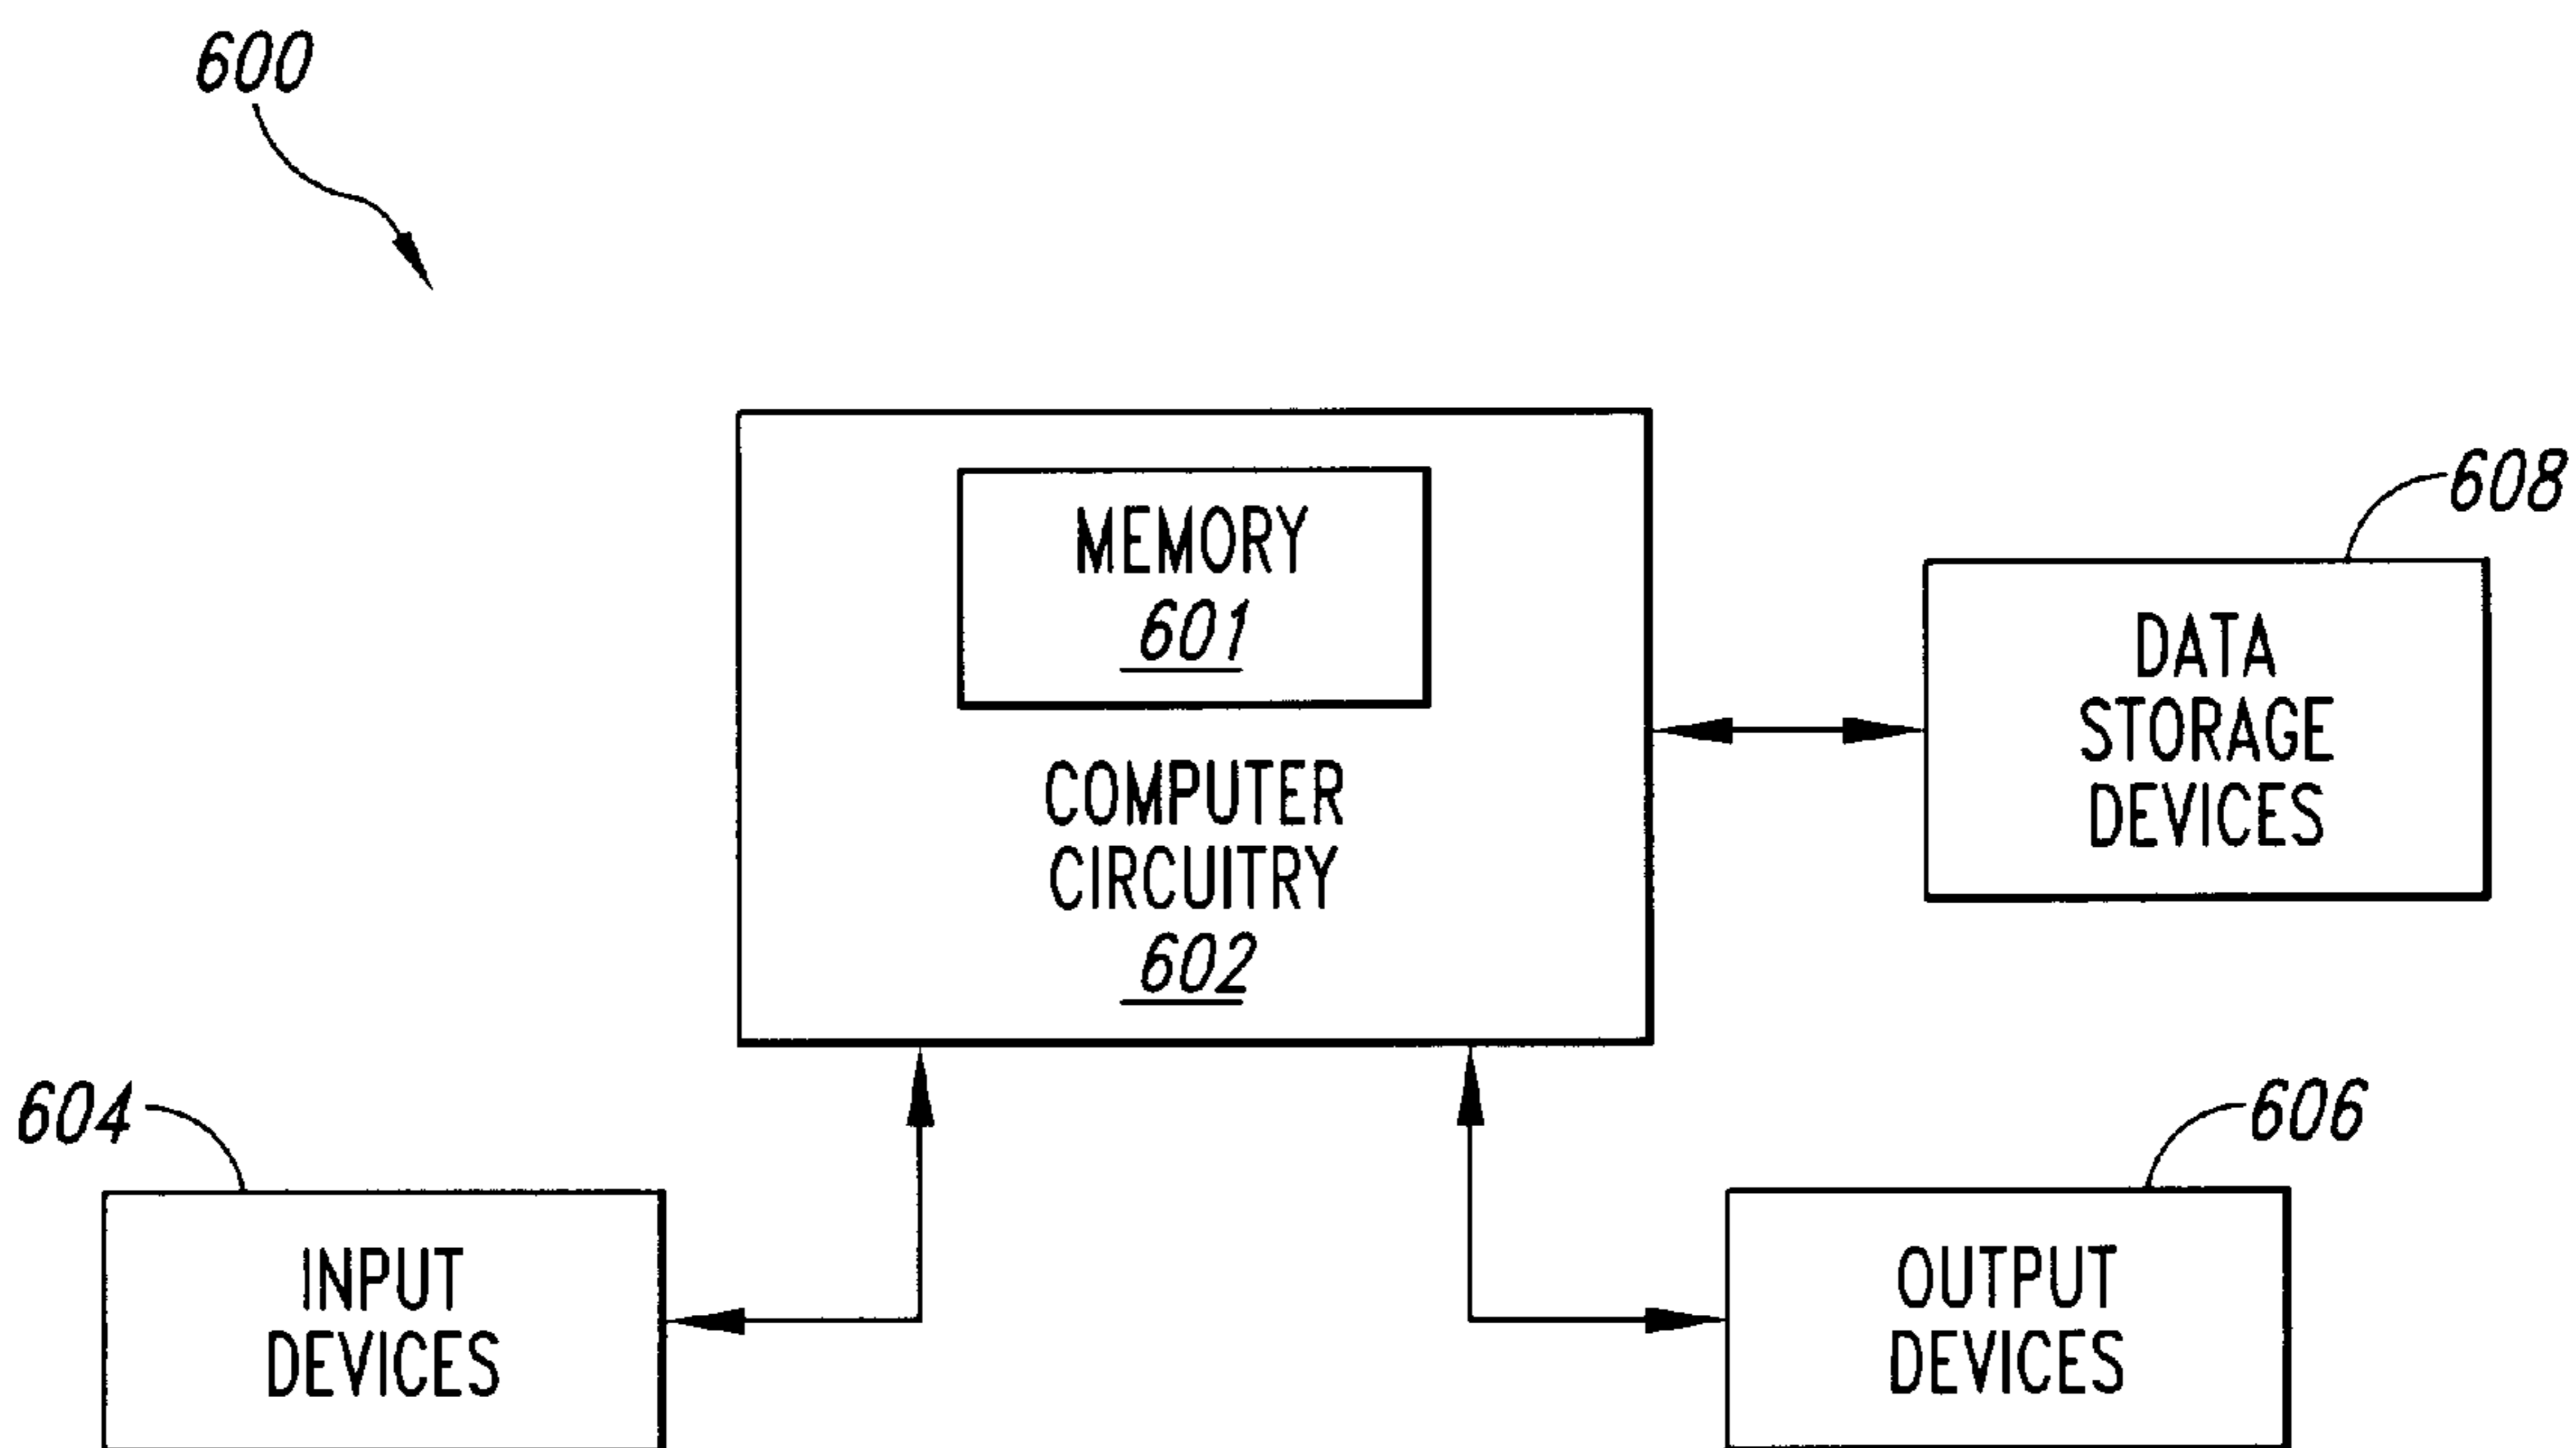 600
MEMORY
601
COMPUTER
CIRCUITRY
602
608
DATA
STORAGE
DEVICES
604
INPUT
DEVICES
606
OUTPUT
DEVICES